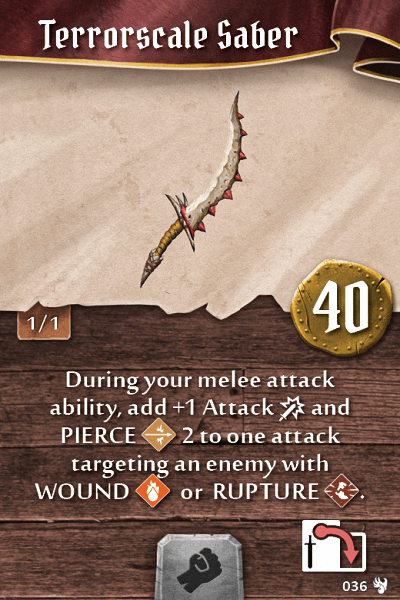 Terrorscale Saber
40
1/1
During your melee attack
ability, add +1 Attack and
PIERCE 2 to one attack
targeting an enemy with
WOUND or RUPTURE.
036